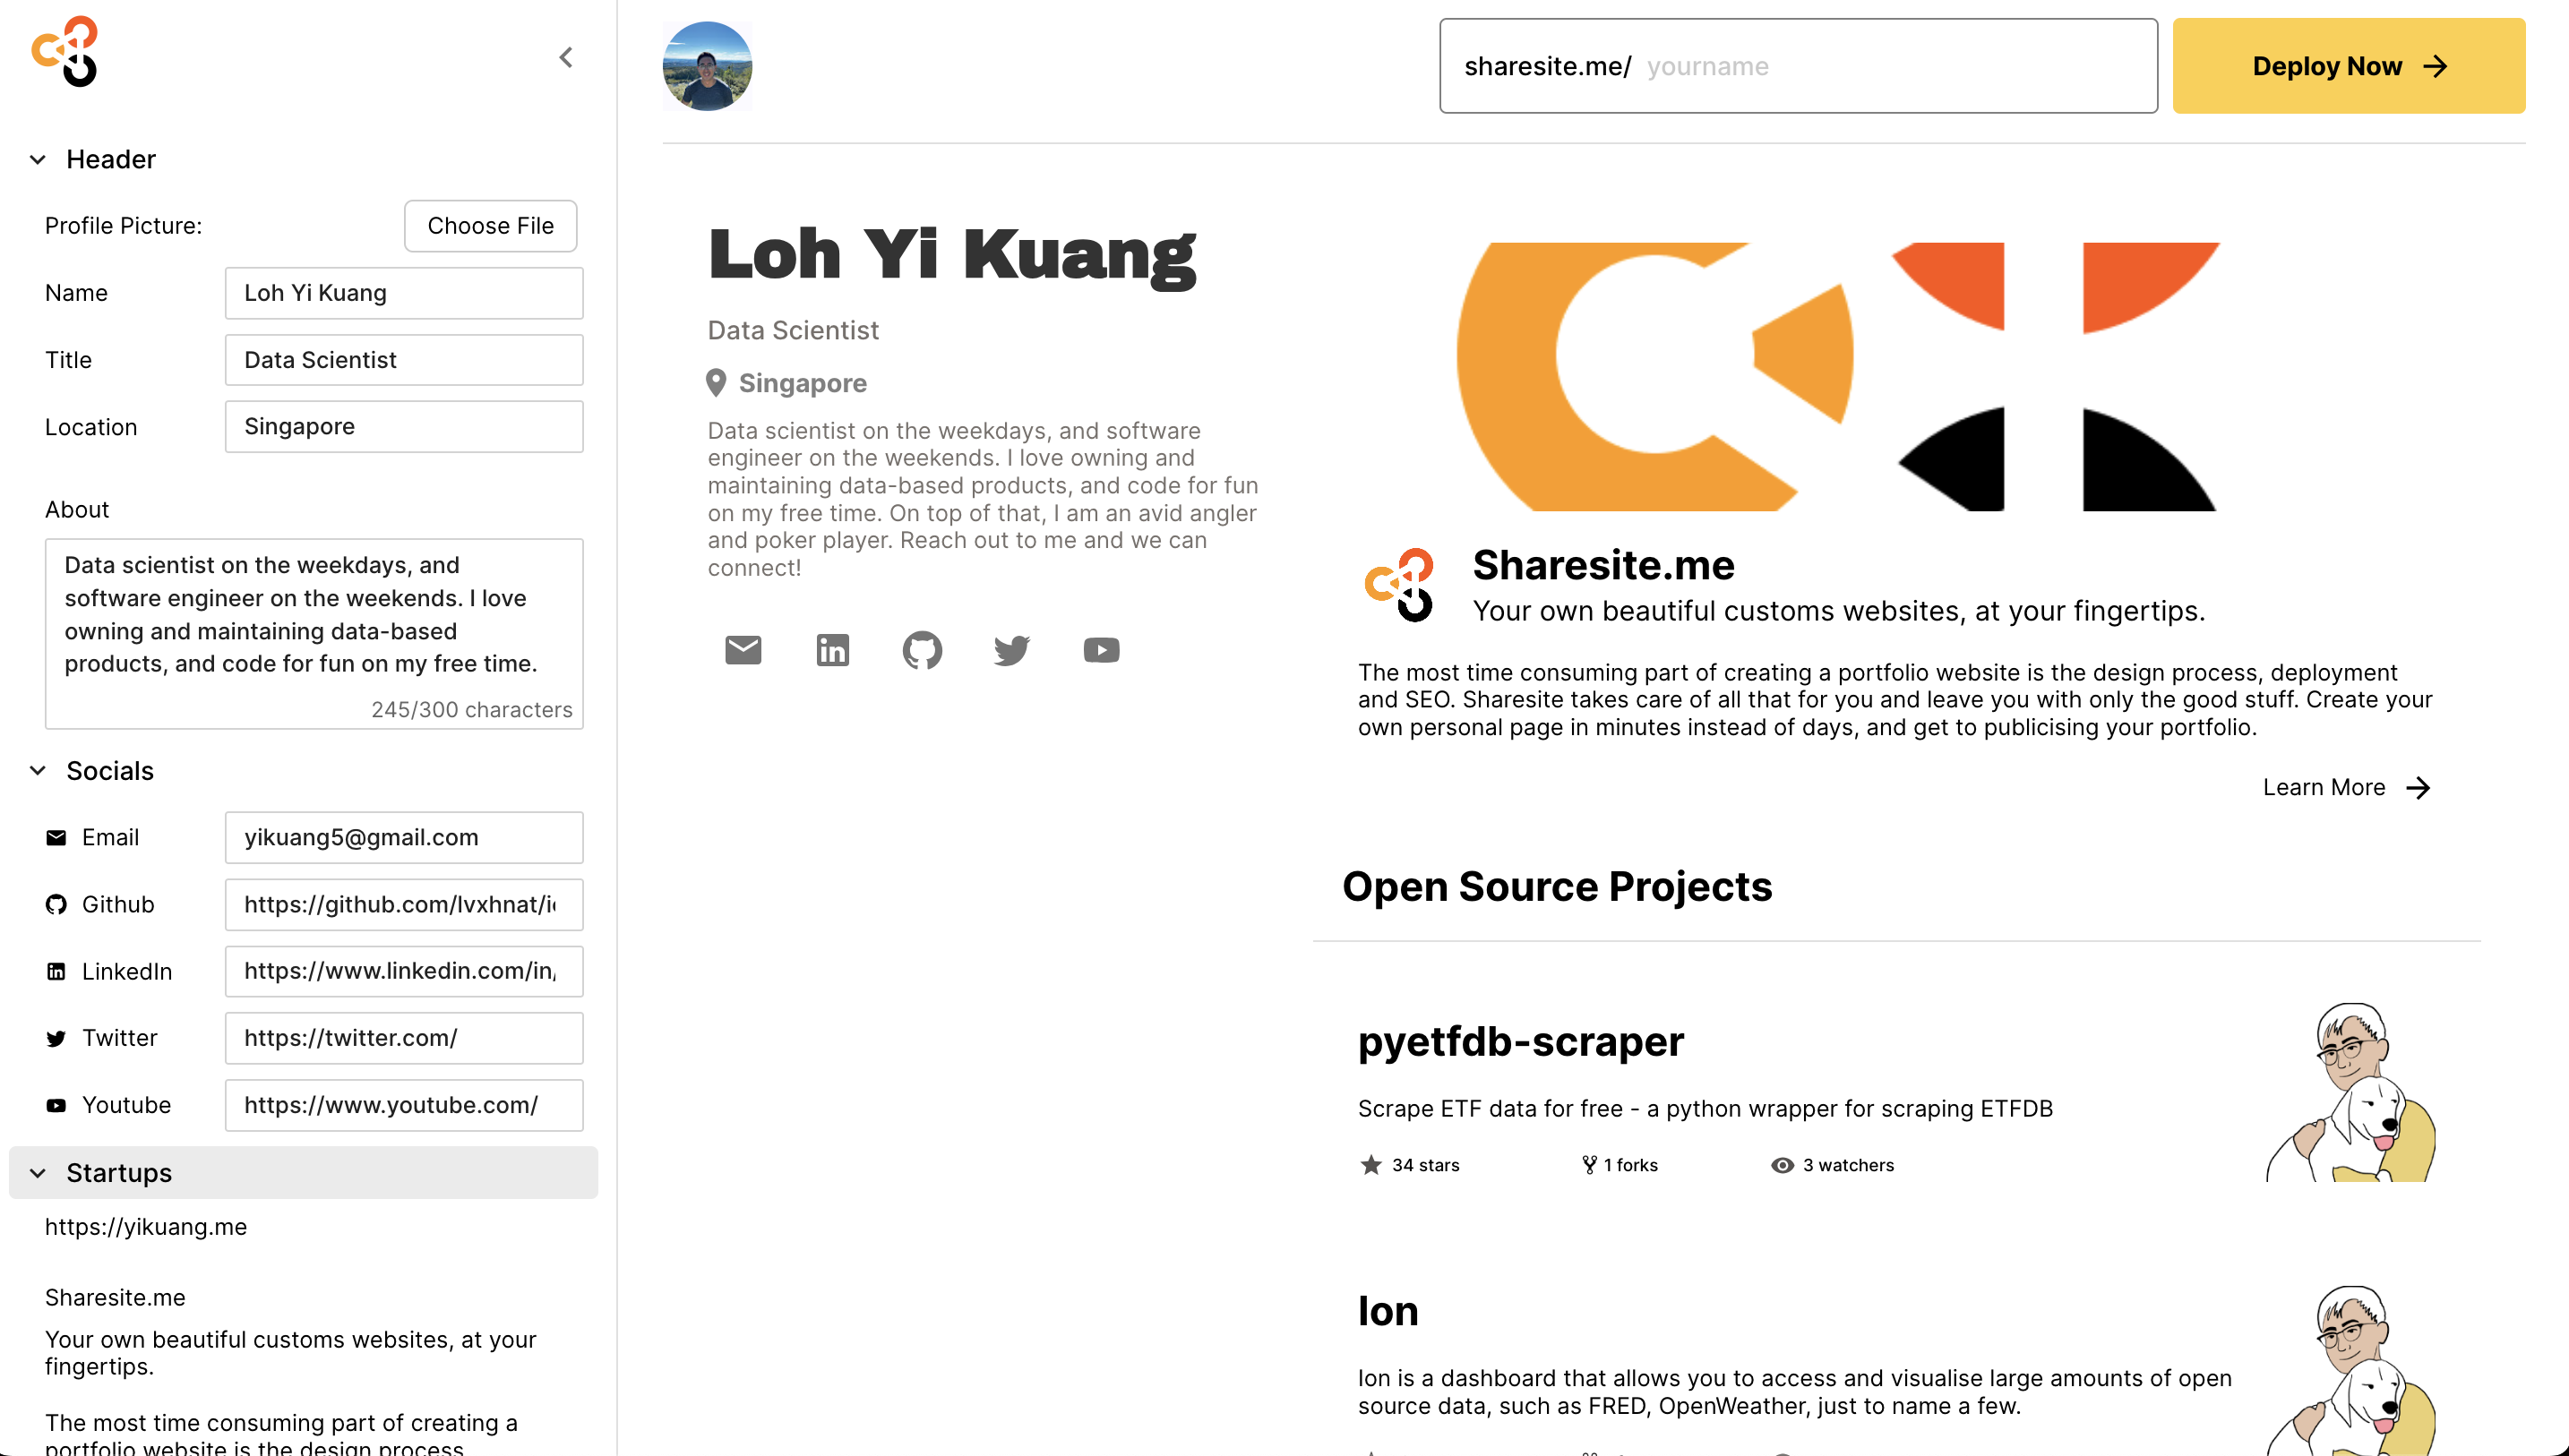 Header
Profile Picture: Choose File
Name Loh Yi Kuang
Title Data Scientist
Location Singapore
About
Data scientist on the weekdays, and
software engineer on the weekends. I love
owning and maintaining data-based
products, and code for fun on my free time.
245/300 characters
Socials
Email yikuang5@gmail.com
Github https://github.com/lvxhnat/i
LinkedIn https://www.linkedin.com/in/
Twitter https://twitter.com/
Youtube https://www.youtube.com/
Startups
https://yikuang.me
Sharesite.me
Your own beautiful customs websites, at your
fingertips.
The most time consuming part of creating a
portfolio website is the design process
sharesite.me/ yourname
Deploy Now
Loh Yi Kuang
Data Scientist
Singapore
Data scientist on the weekdays, and software
engineer on the weekends. I love owning and
maintaining data-based products, and code for fun
on my free time. On top of that, I am an avid angler
and poker player. Reach out to me and we can
connect!
Sharesite.me
Your own beautiful customs websites, at your fingertips.
The most time consuming part of creating a portfolio website is the design process, deployment
and SEO. Sharesite takes care of all that for you and leave you with only the good stuff. Create your
own personal page in minutes instead of days, and get to publicising your portfolio.
Learn More
Open Source Projects
pyetfdb-scraper
Scrape ETF data for free - a python wrapper for scraping ETFDB
34 stars 1 forks 3 watchers
Ion
Ion is a dashboard that allows you to access and visualise large amounts of open
source data, such as FRED, OpenWeather, just to name a few.